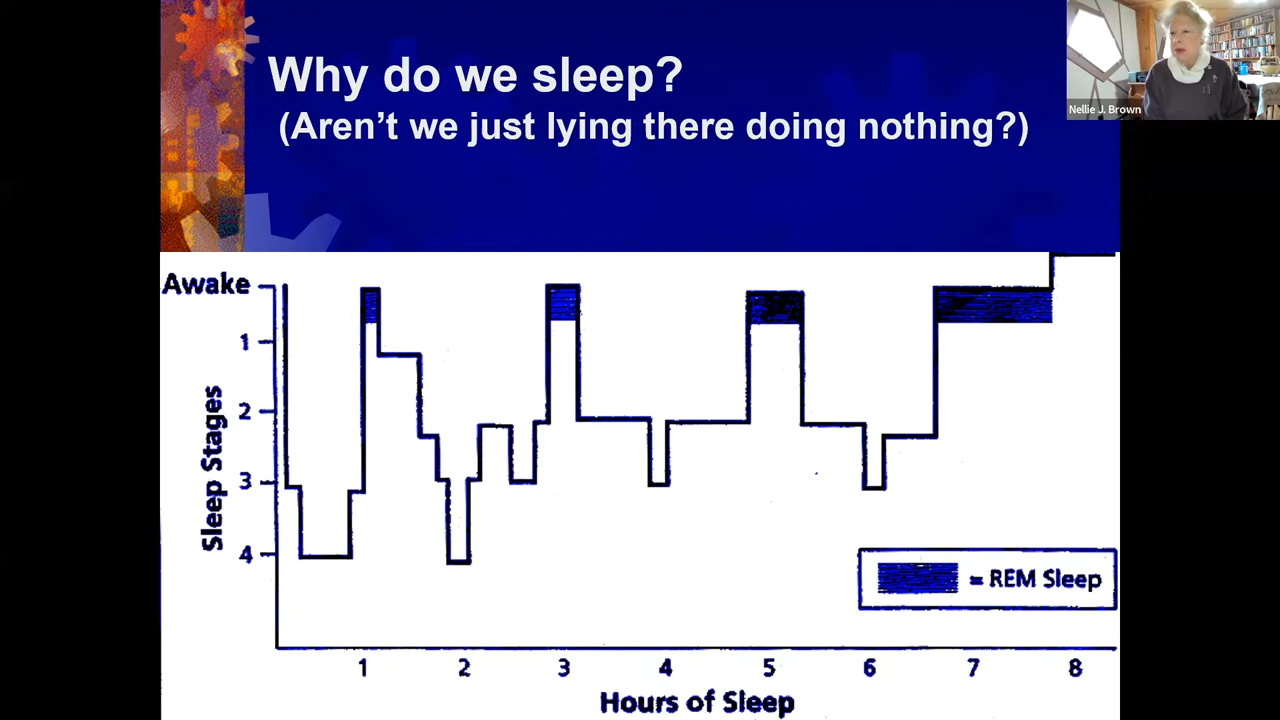 Why do we sleep?
(Aren't we just lying there doing nothing?)
Nellie J. Brown
Awake
1
2
3
4
Sleep Stages
= REM Sleep
1 2 3 4 5 6 7 8
Hours of Sleep